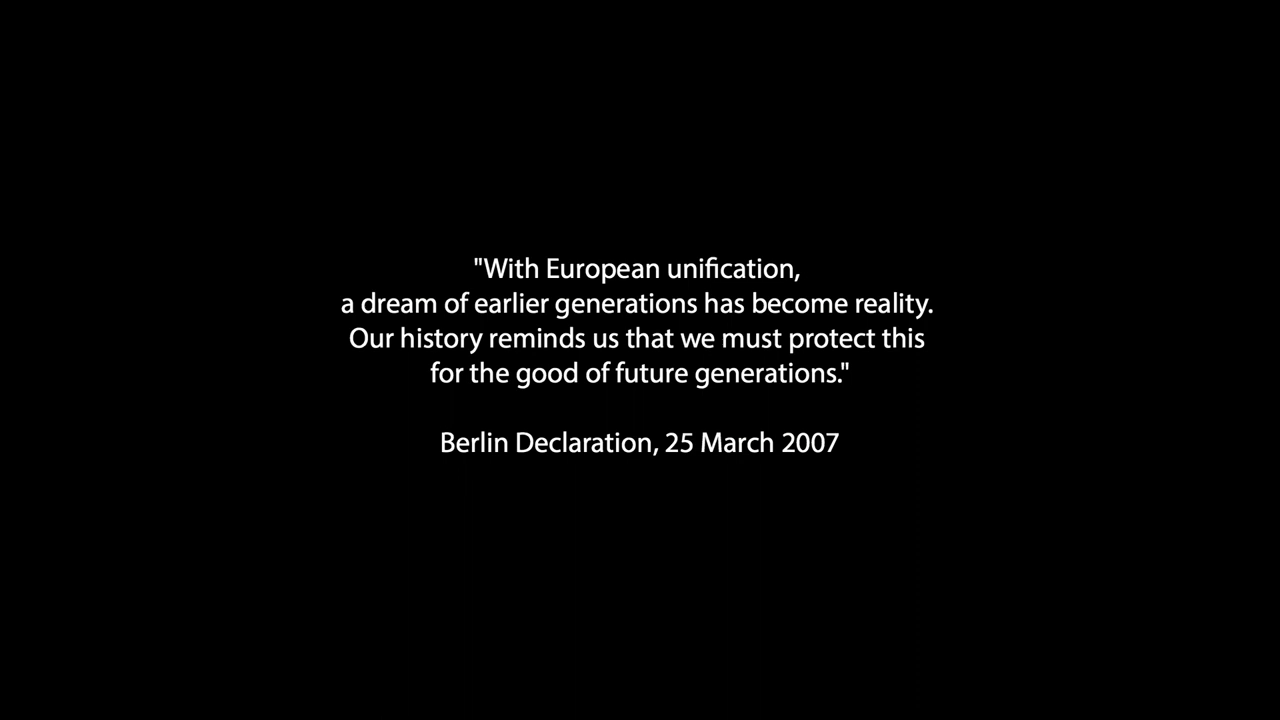 "With European unification,
a dream of earlier generations has become reality.
Our history reminds us that we must protect this
for the good of future generations."
Berlin Declaration, 25 March 2007